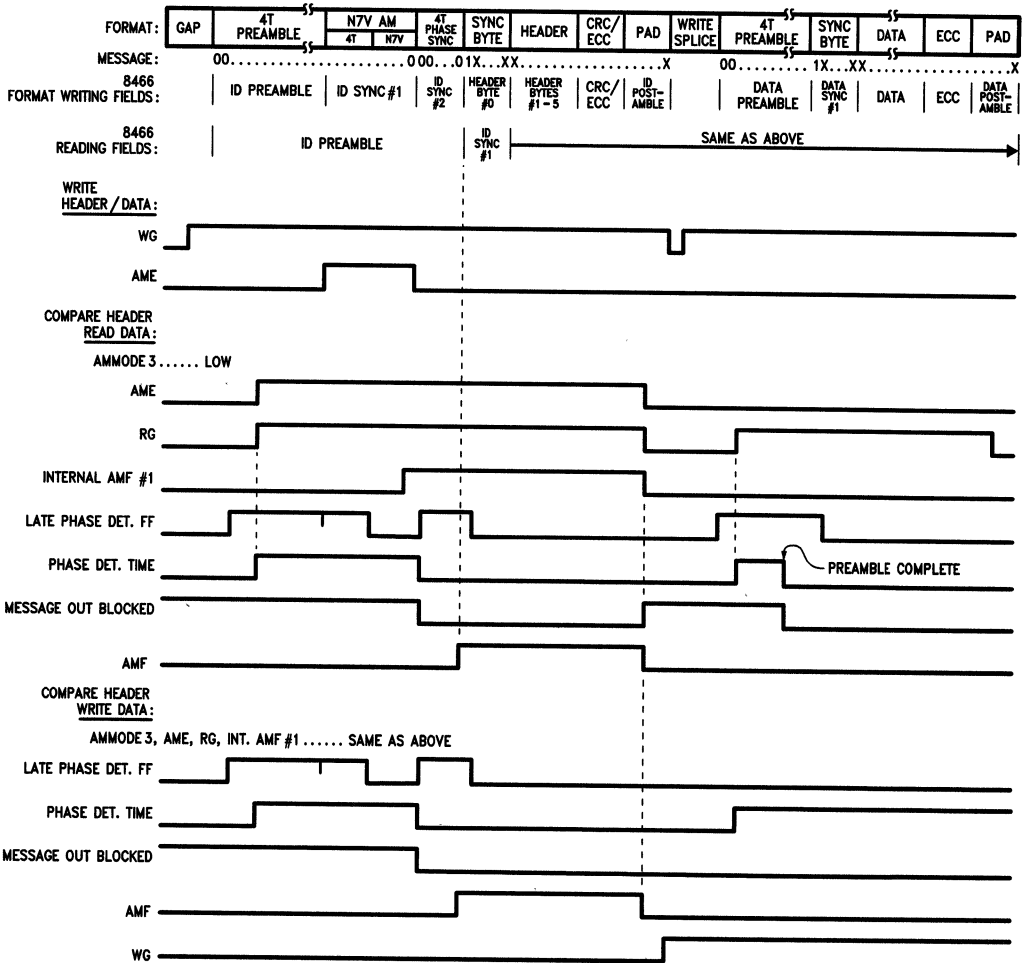 FORMAT: GAP 4T PREAMBLE N7V AM 4T N7V 4T PHASE SYNC SYNC BYTE HEADER CRC/ECC PAD WRITE SPLICE 4T PREAMBLE SYNC BYTE DATA ECC PAD
MESSAGE: 00..................0 00...01X...XX....................X 00.........1X...XX....................X
8466 FORMAT WRITING FIELDS: ID PREAMBLE ID SYNC #1 ID SYNC #2 HEADER BYTE #0 HEADER BYTES #1-5 CRC/ECC ID POST-AMBLE DATA PREAMBLE DATA SYNC #1 DATA ECC DATA POST-AMBLE
8466 READING FIELDS: ID PREAMBLE ID SYNC #1 SAME AS ABOVE
WRITE
HEADER/DATA:
WG
AME
COMPARE HEADER
READ DATA:
AMMODE 3...... LOW
AME
RG
INTERNAL AMF #1
LATE PHASE DET. FF
PHASE DET. TIME PREAMBLE COMPLETE
MESSAGE OUT BLOCKED
AMF
COMPARE HEADER
WRITE DATA:
AMMODE 3, AME, RG, INT. AMF #1...... SAME AS ABOVE
LATE PHASE DET. FF
PHASE DET. TIME
MESSAGE OUT BLOCKED
AMF
WG